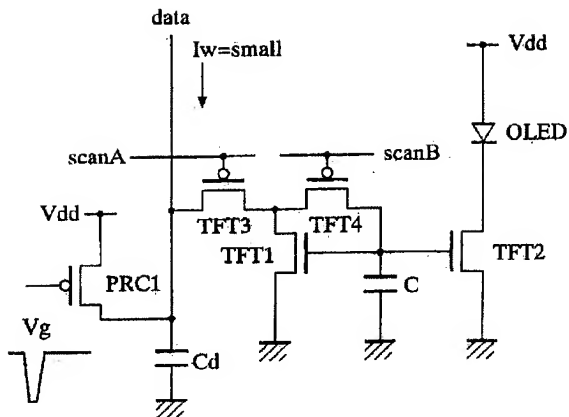 data
Iw=small
Vdd
OLED
scanA
scanB
TFT3
TFT4
Vdd
TFT1
TFT2
PRC1
C
Vg
Cd